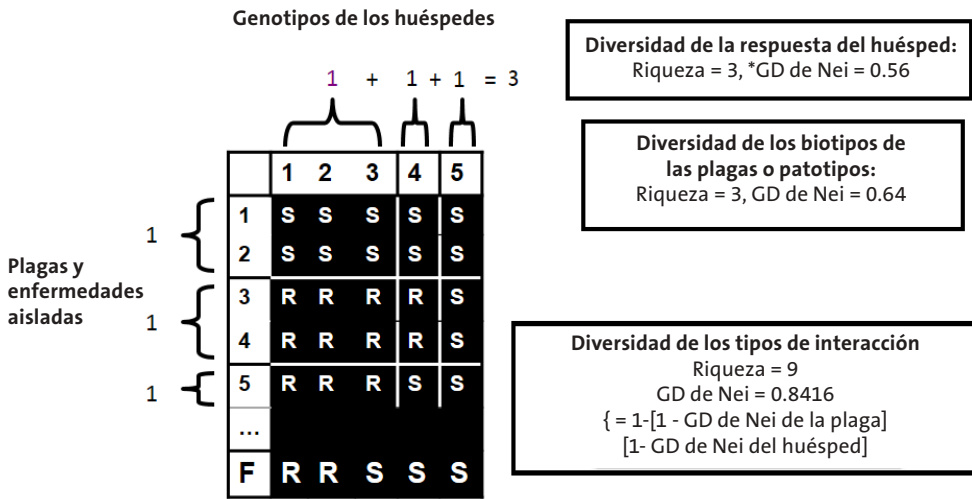 Genotipos de los huéspedes
1 + 1 + 1 = 3
1 2 3 4 5
1 1 S S S S S
2 S S S S S
Plagas y
enfermedades
aisladas
1 3 R R R R S
4 R R R R S
1 5 R R R S S
...
F R R S S S
Diversidad de la respuesta del huésped:
Riqueza = 3, *GD de Nei = 0.56
Diversidad de los biotipos de
las plagas o patotipos:
Riqueza = 3, GD de Nei = 0.64
Diversidad de los tipos de interacción
Riqueza = 9
GD de Nei = 0.8416
{ = 1-[1 - GD de Nei de la plaga]
[1- GD de Nei del huésped]